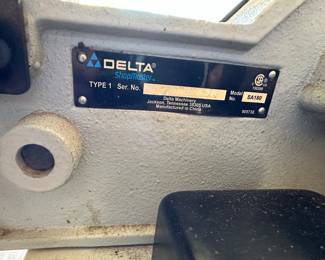 DELTA®
ShopMaster
TYPE 1 Ser. No.
Model No. SA180
Delta Machinery
Jackson, Tennessee 38305 USA
Manufactured in China